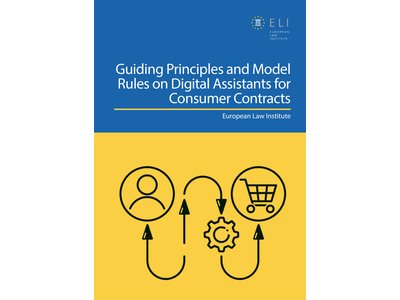 ELI
EUROPEAN
LAW
INSTITUTE
Guiding Principles and Model
Rules on Digital Assistants for
Consumer Contracts
European Law Institute